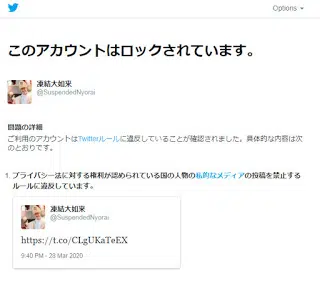 Options
このアカウントはロックされています。
凍結大如来
@SuspendedNyorai
問題の詳細
ご利用のアカウントはTwitterルールに違反していることが確認されました。具体的な内容は次
のとおりです。
1. プライバシー法に対する権利が認められている国の人物の私的なメディアの投稿を禁止する
ルールに違反しています。
凍結大如来
@SuspendedNyorai
https://t.co/CLgUKaTeEX
9:40 PM - 28 Mar 2020